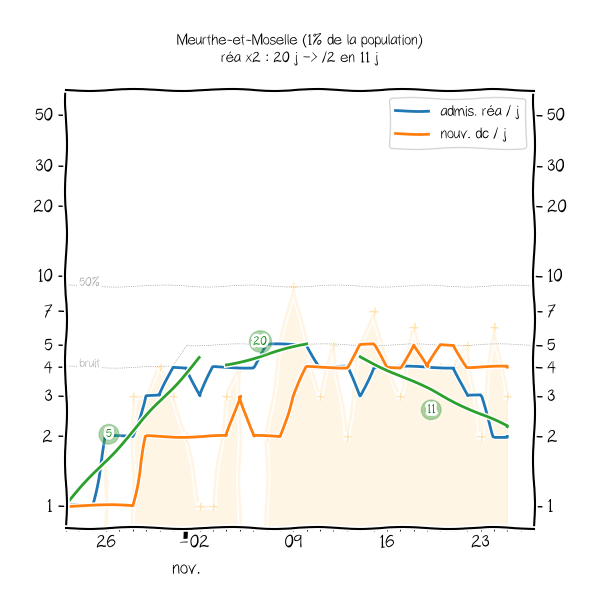 Meurthe-et-Moselle (1% de la population)
réa x2 : 20 j -> /2 en 11 j
admis. réa / j
nouv. dc / j
50 50
30 30
20 20
10 10
50%
7 7
20
5 5
bruit
4 4
3 3
11
5
2 2
1 1
26 02 09 16 23
nov.